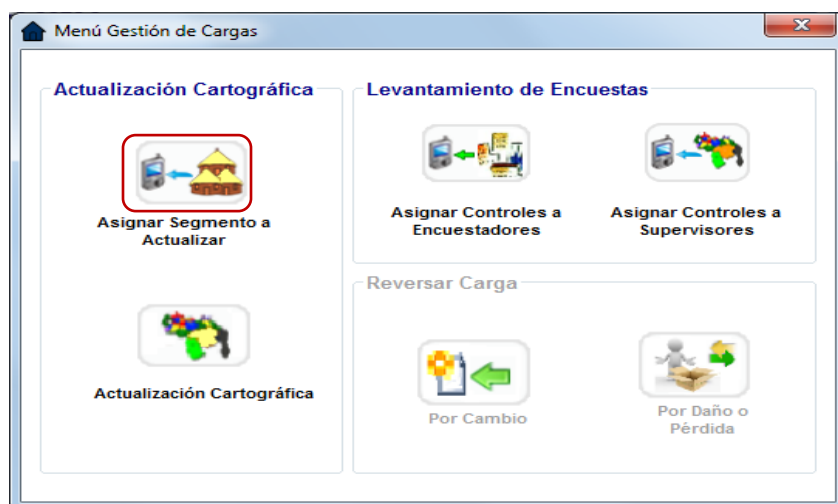 Menú Gestión de Cargas
Actualización Cartográfica
Asignar Segmento a
Actualizar
Actualización Cartográfica
Levantamiento de Encuestas
Asignar Controles a
Encuestadores
Asignar Controles a
Supervisores
Reversar Carga
Por Cambio
Por Daño o
Pérdida